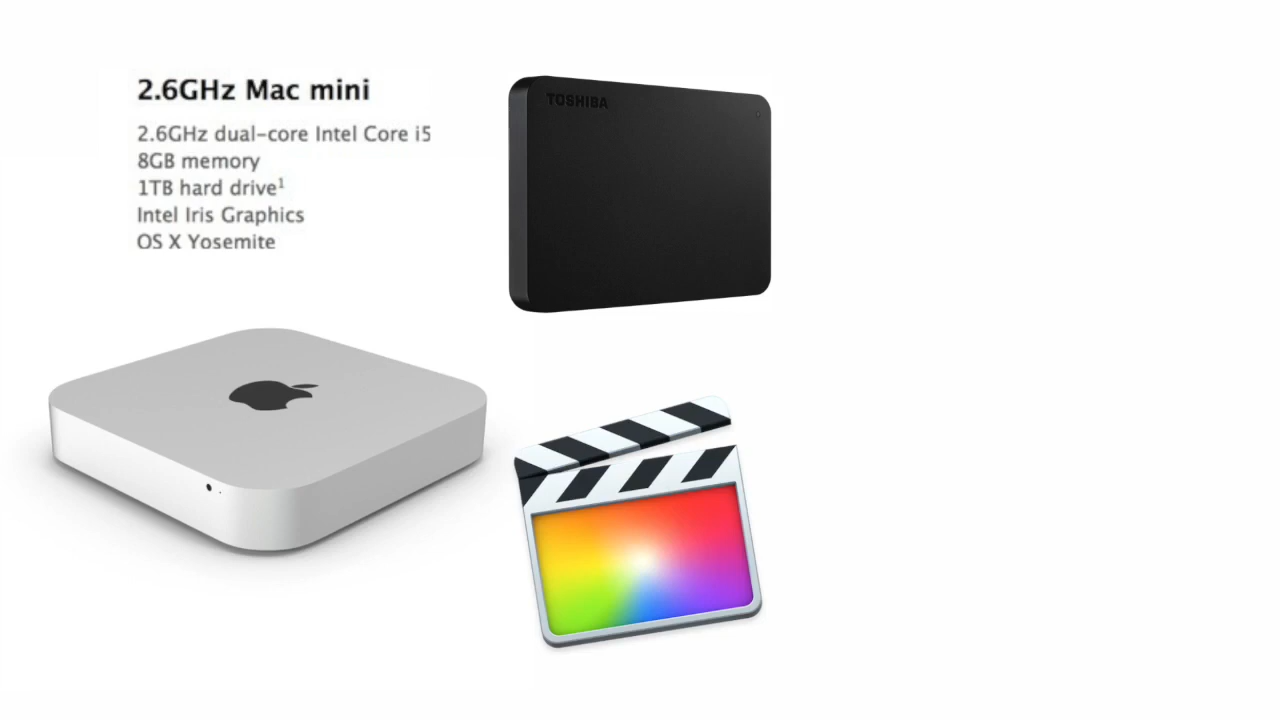 2.6GHz Mac mini
2.6GHz dual-core Intel Core i5
8GB memory
1TB hard drive¹
Intel Iris Graphics
OS X Yosemite
TOSHIBA